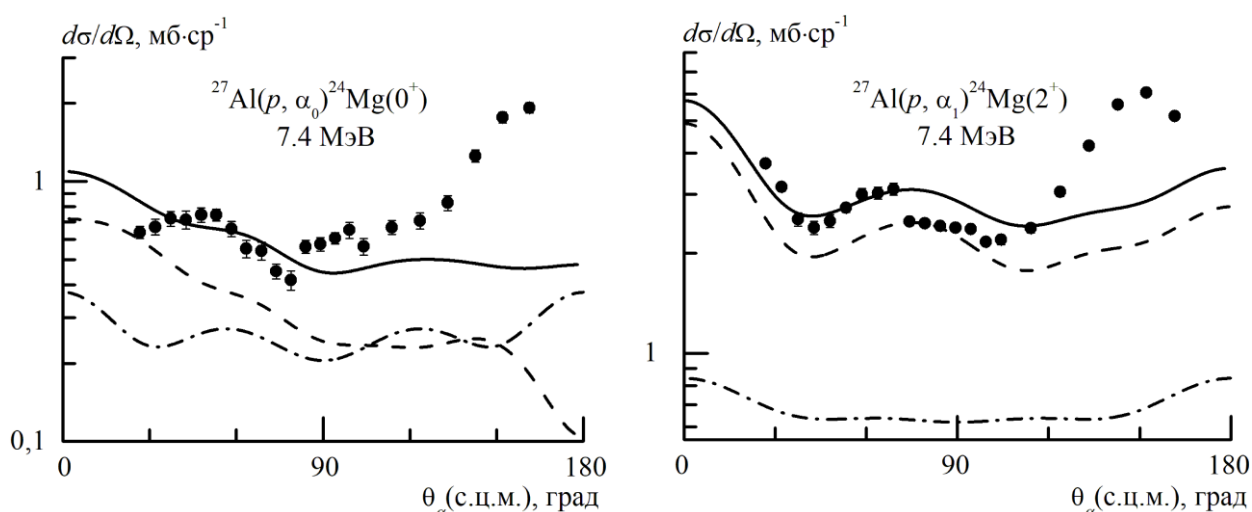 dσ/dΩ, мб·ср⁻¹
²⁷Al(p, α₀)²⁴Mg(0⁺)
7.4 МэВ
1
0,1
0
90
180
θα(с.ц.м.), град
dσ/dΩ, мб·ср⁻¹
²⁷Al(p, α₁)²⁴Mg(2⁺)
7.4 МэВ
1
0
90
180
θα(с.ц.м.), град